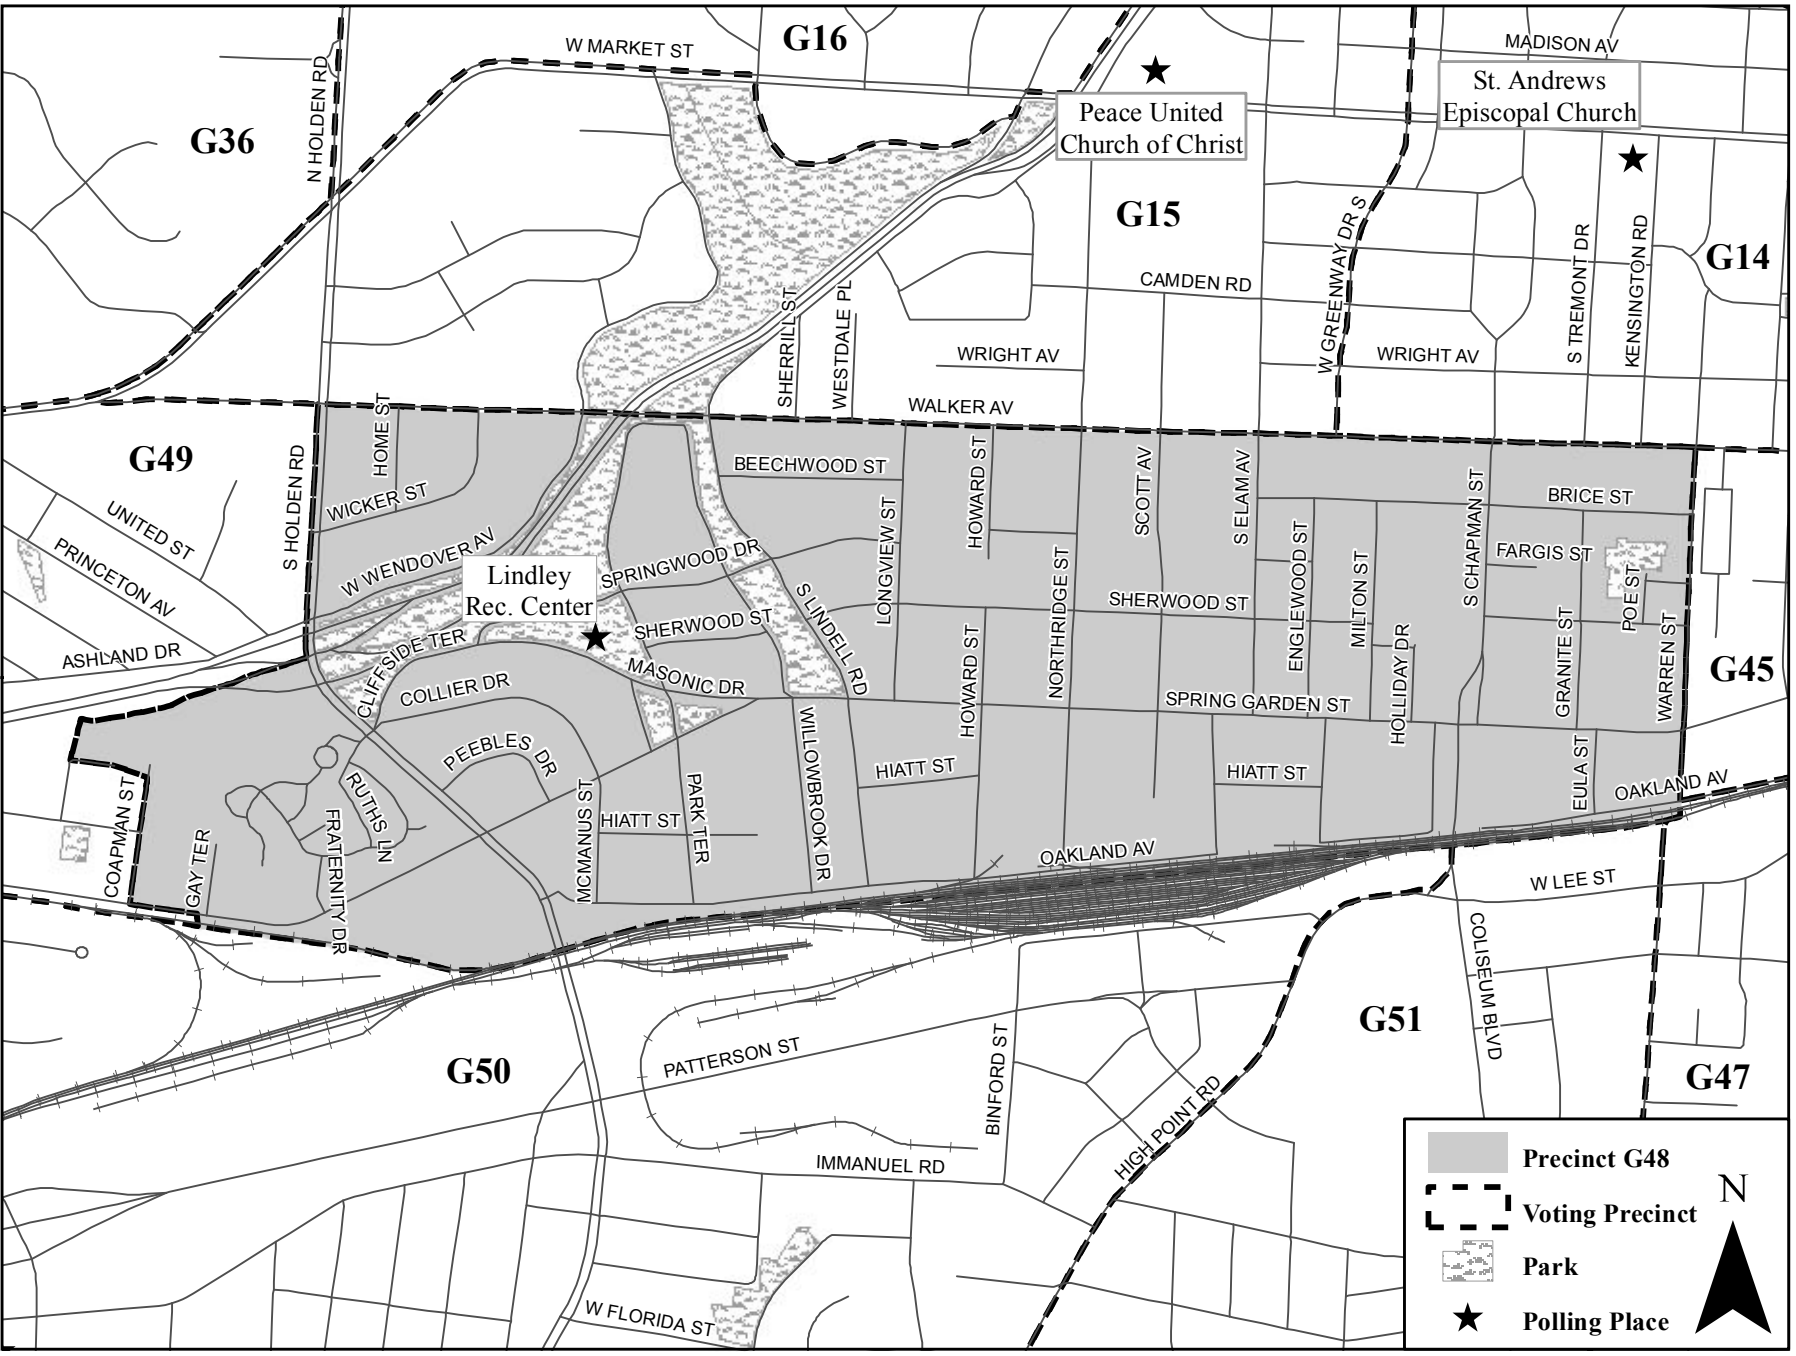 G16
W MARKET ST
MADISON AV
N HOLDEN RD
G36
Peace United
Church of Christ
St. Andrews
Episcopal Church
G15
W GREENWAY DR S
S TREMONT DR
KENSINGTON RD
G14
CAMDEN RD
SHERRILL ST
WESTDALE PL
WRIGHT AV
WRIGHT AV
WALKER AV
G49
S HOLDEN RD
HOME ST
WICKER ST
BEECHWOOD ST
LONGVIEW ST
HOWARD ST
SCOTT AV
S ELAM AV
S CHAPMAN ST
BRICE ST
UNITED ST
PRINCETON AV
ASHLAND DR
W WENDOVER AV
Lindley
Rec. Center
SPRINGWOOD DR
SHERWOOD ST
S LINDELL RD
NORTHRIDGE ST
SHERWOOD ST
ENGLEWOOD ST
MILTON ST
FARGIS ST
POE ST
GRANITE ST
WARREN ST
G45
CLIFFSIDE TER
COLLIER DR
MASONIC DR
HOWARD ST
SPRING GARDEN ST
HOLLIDAY DR
PEEBLES DR
WILLOWBROOK DR
HIATT ST
HIATT ST
EULA ST
OAKLAND AV
COAPMAN ST
GAY TER
RUTHS LN
FRATERNITY DR
MCMANUS ST
HIATT ST
PARK TER
OAKLAND AV
W LEE ST
COLISEUM BLVD
G50
PATTERSON ST
BINFORD ST
G51
HIGH POINT RD
G47
IMMANUEL RD
W FLORIDA ST
Precinct G48
Voting Precinct
Park
Polling Place
N